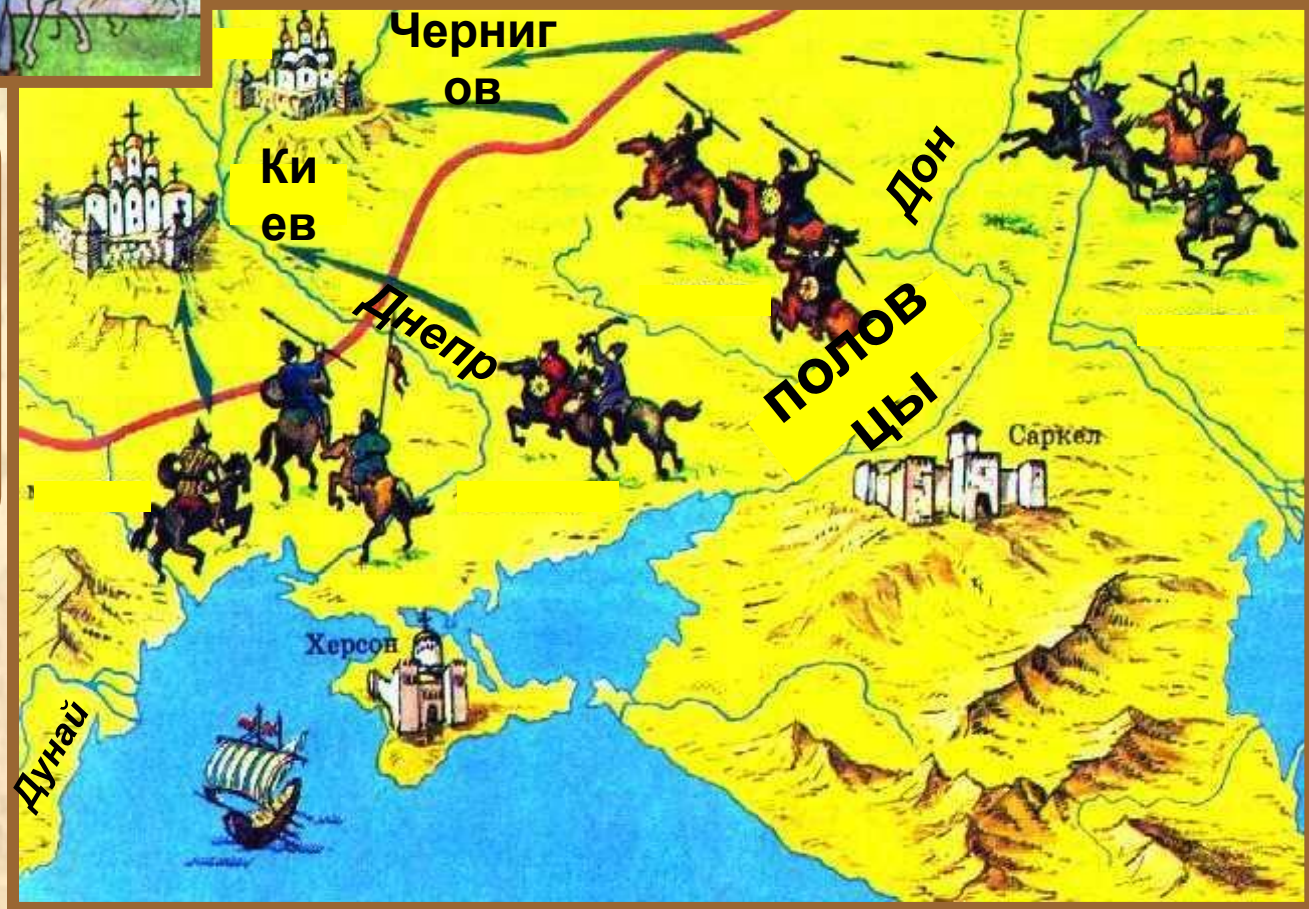 Черниг
ов
Ки
ев
Дон
Днепр
полов
цы
Саркел
Херсон
Дунай